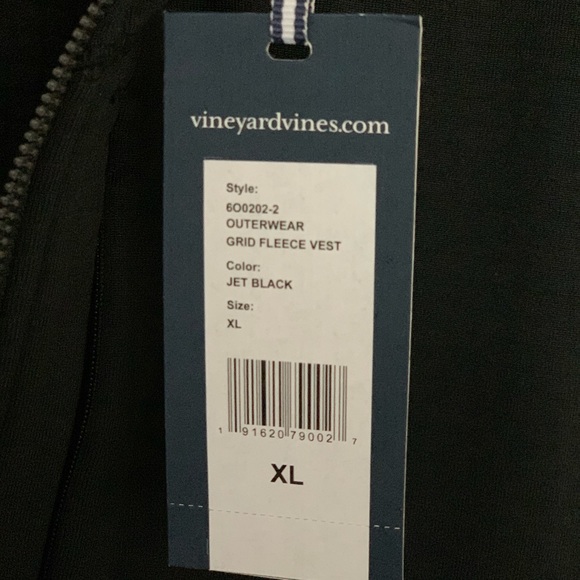 vineyardvines.com
Style:
6O0202-2
OUTERWEAR
GRID FLEECE VEST
Color:
JET BLACK
Size:
XL
1 91620 79002 7
XL